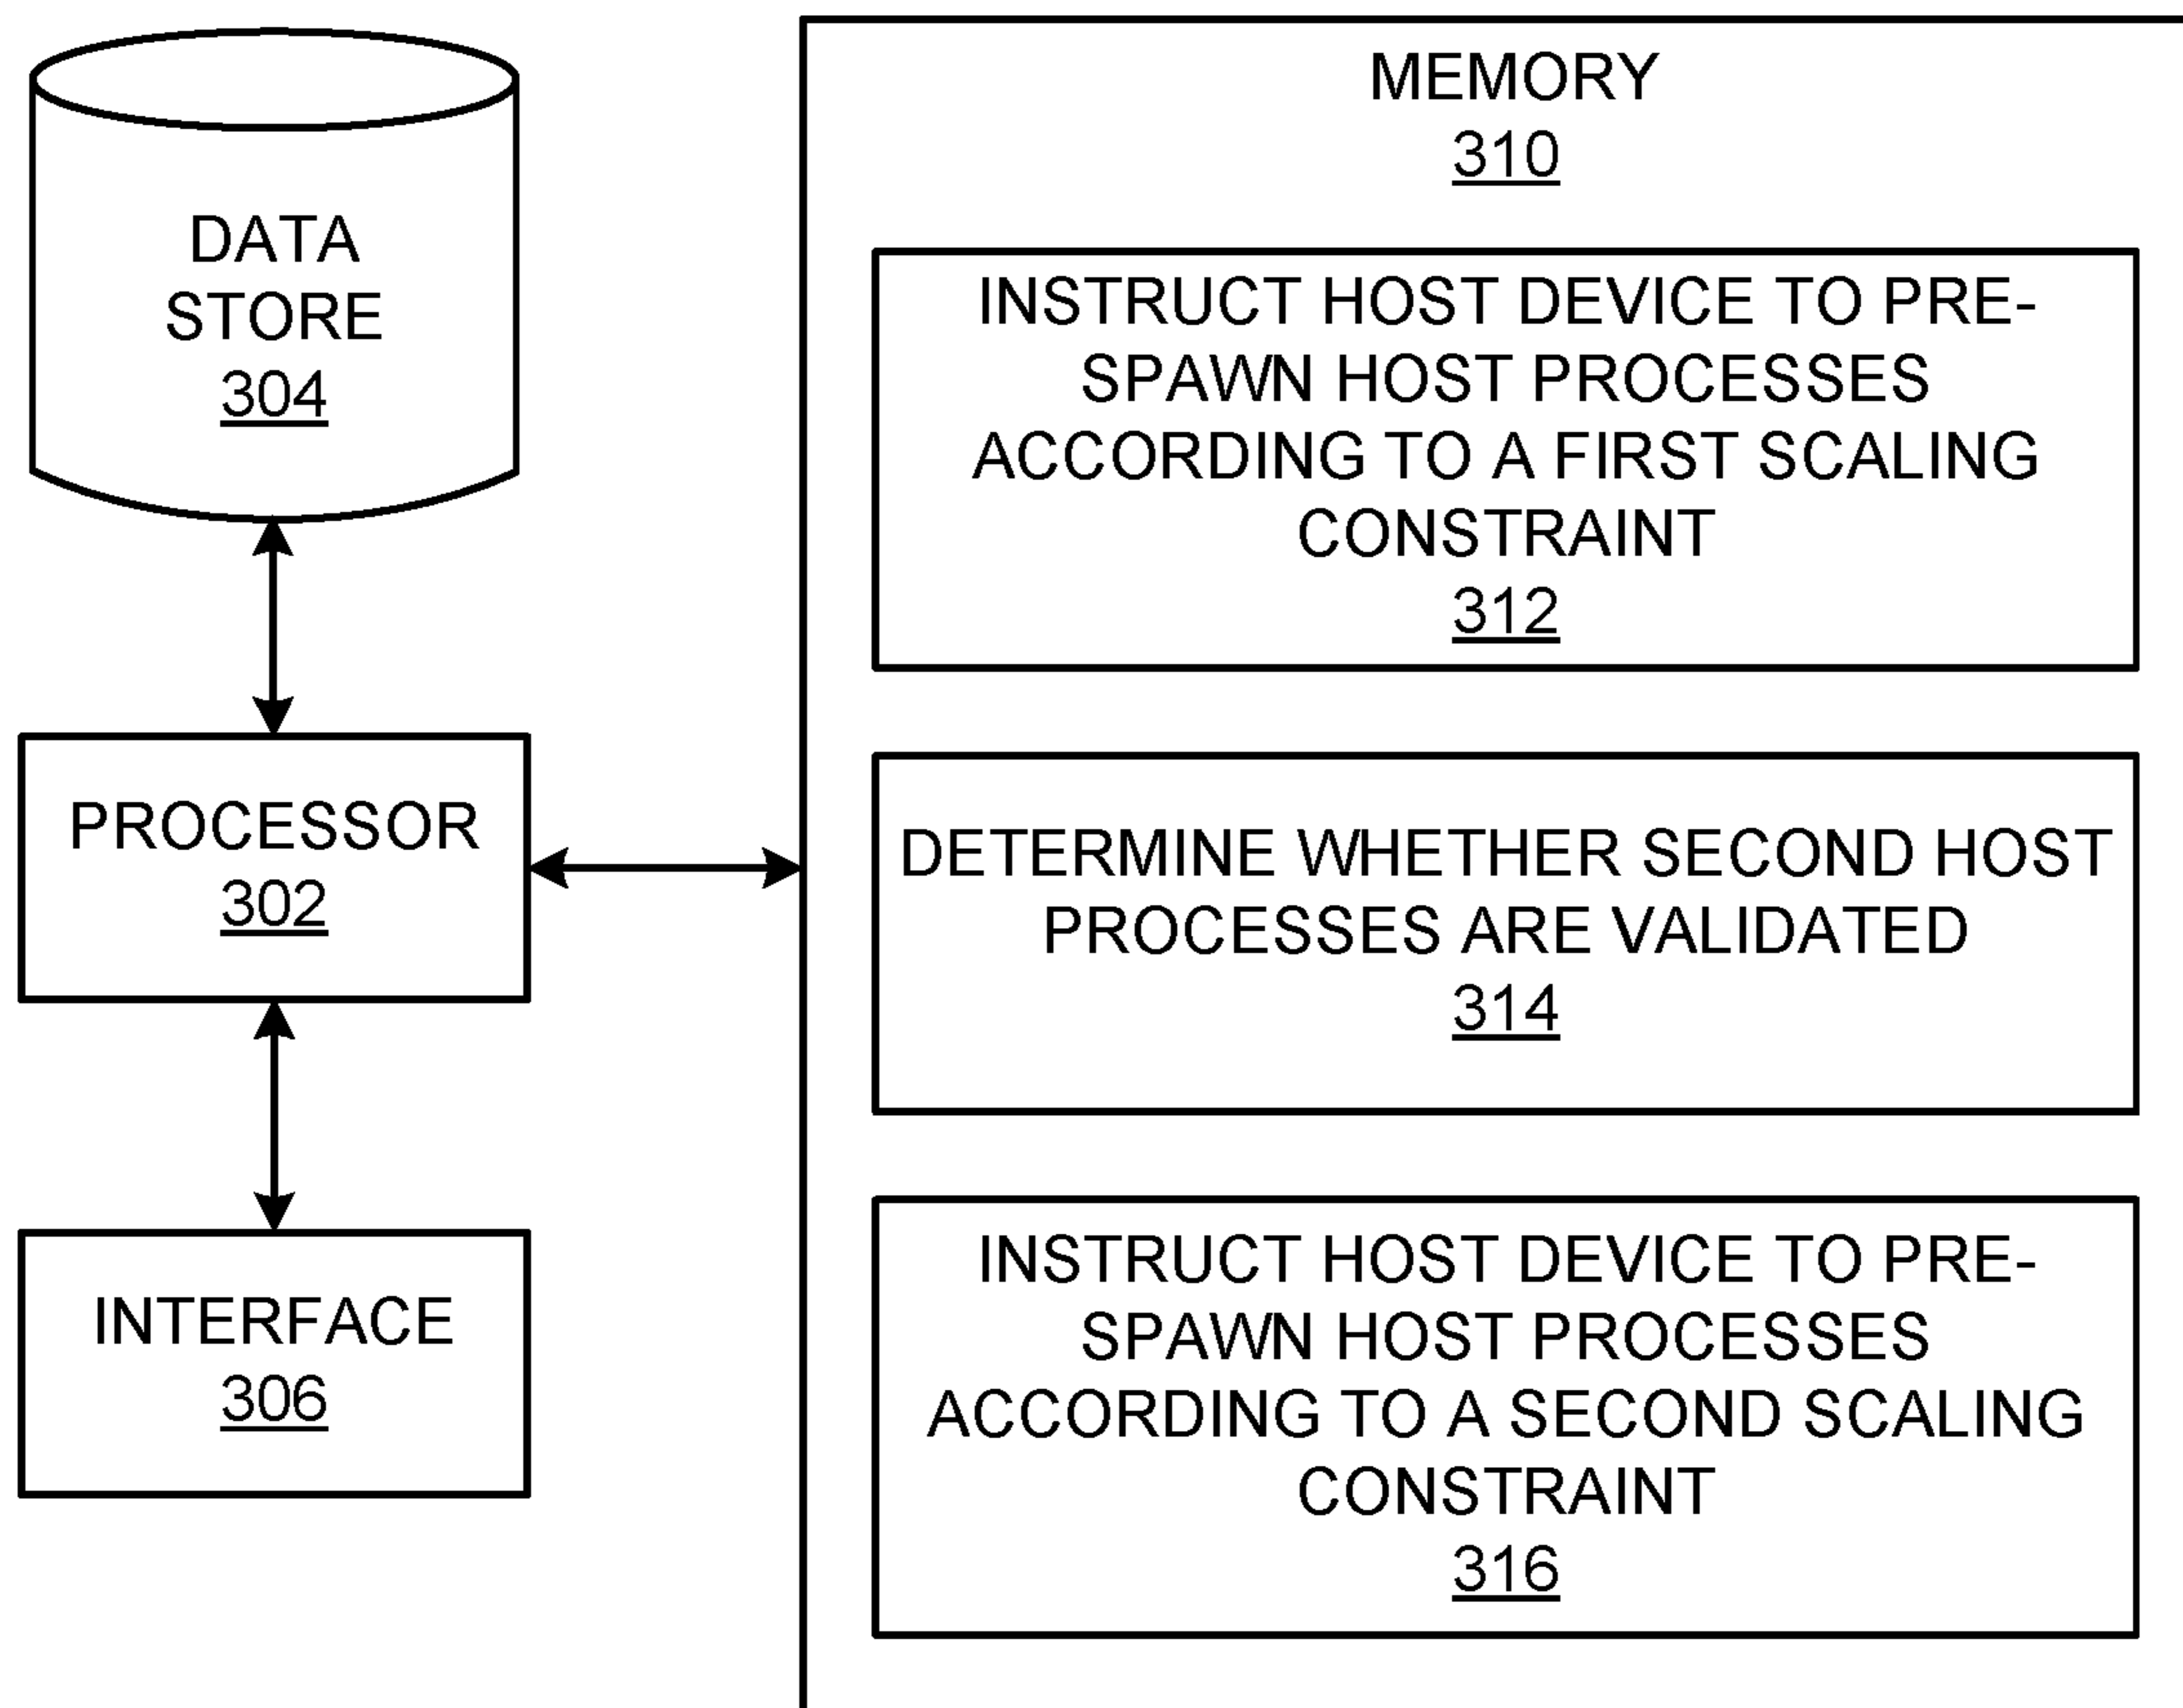 DATA
STORE
304
PROCESSOR
302
INTERFACE
306
MEMORY
310
INSTRUCT HOST DEVICE TO PRE-
SPAWN HOST PROCESSES
ACCORDING TO A FIRST SCALING
CONSTRAINT
312
DETERMINE WHETHER SECOND HOST
PROCESSES ARE VALIDATED
314
INSTRUCT HOST DEVICE TO PRE-
SPAWN HOST PROCESSES
ACCORDING TO A SECOND SCALING
CONSTRAINT
316